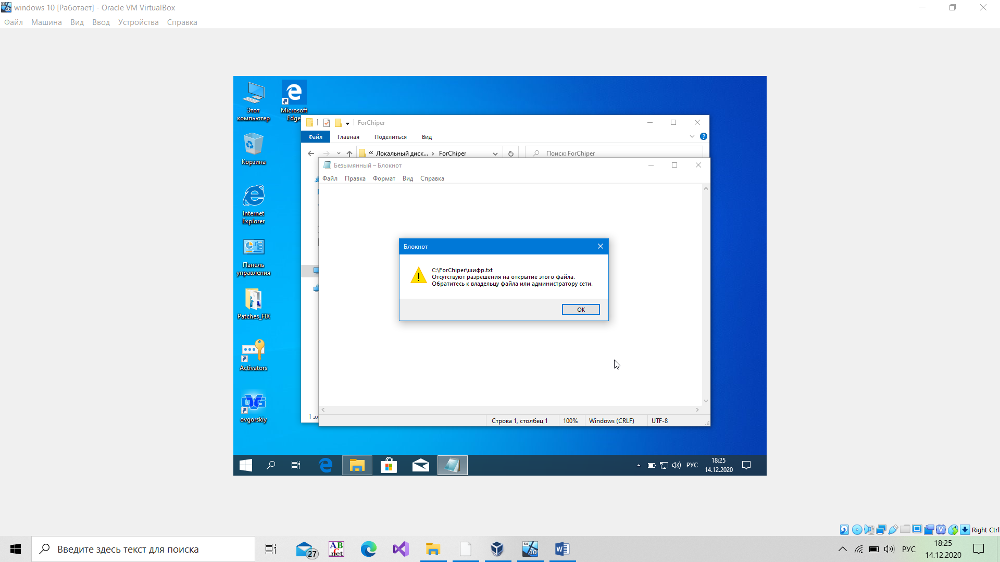 windows 10 [Работает] - Oracle VM VirtualBox
Файл Машина Вид Ввод Устройства Справка
Этот компьютер
Microsoft Edge
Корзина
Internet Explorer
Панель управления
Patches_FIX
Activators
ovgorskiy
ForChiper
Файл Главная Поделиться Вид
« Локальный диск... › ForChiper
Поиск: ForChiper
Безымянный – Блокнот
Файл Правка Формат Вид Справка
Блокнот
C:\ForChiper\шифр.txt
Отсутствуют разрешения на открытие этого файла.
Обратитесь к владельцу файла или администратору сети.
ОК
1 эл
Строка 1, столбец 1 100% Windows (CRLF) UTF-8
РУС 18:25
14.12.2020
Right Ctrl
Введите здесь текст для поиска
27
ABC.net
64 10
РУС 18:25
14.12.2020